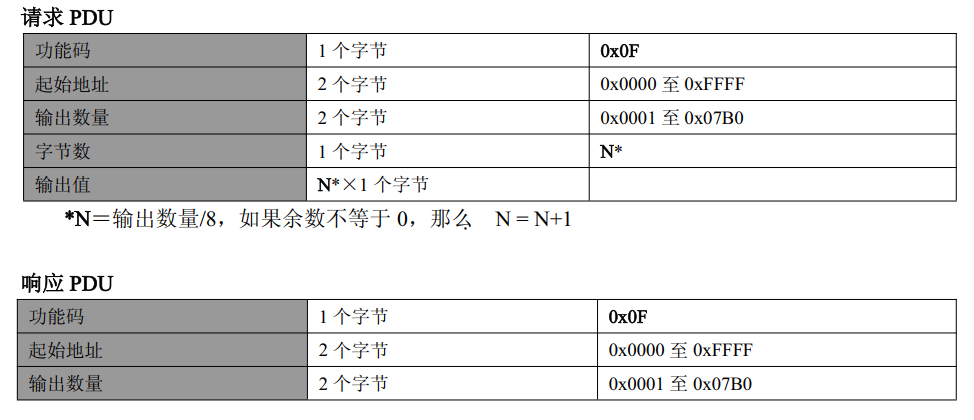 请求 PDU
功能码 1 个字节 0x0F
起始地址 2 个字节 0x0000 至 0xFFFF
输出数量 2 个字节 0x0001 至 0x07B0
字节数 1 个字节 N*
输出值 N*×1 个字节
*N＝输出数量/8，如果余数不等于 0，那么 N = N+1
响应 PDU
功能码 1 个字节 0x0F
起始地址 2 个字节 0x0000 至 0xFFFF
输出数量 2 个字节 0x0001 至 0x07B0